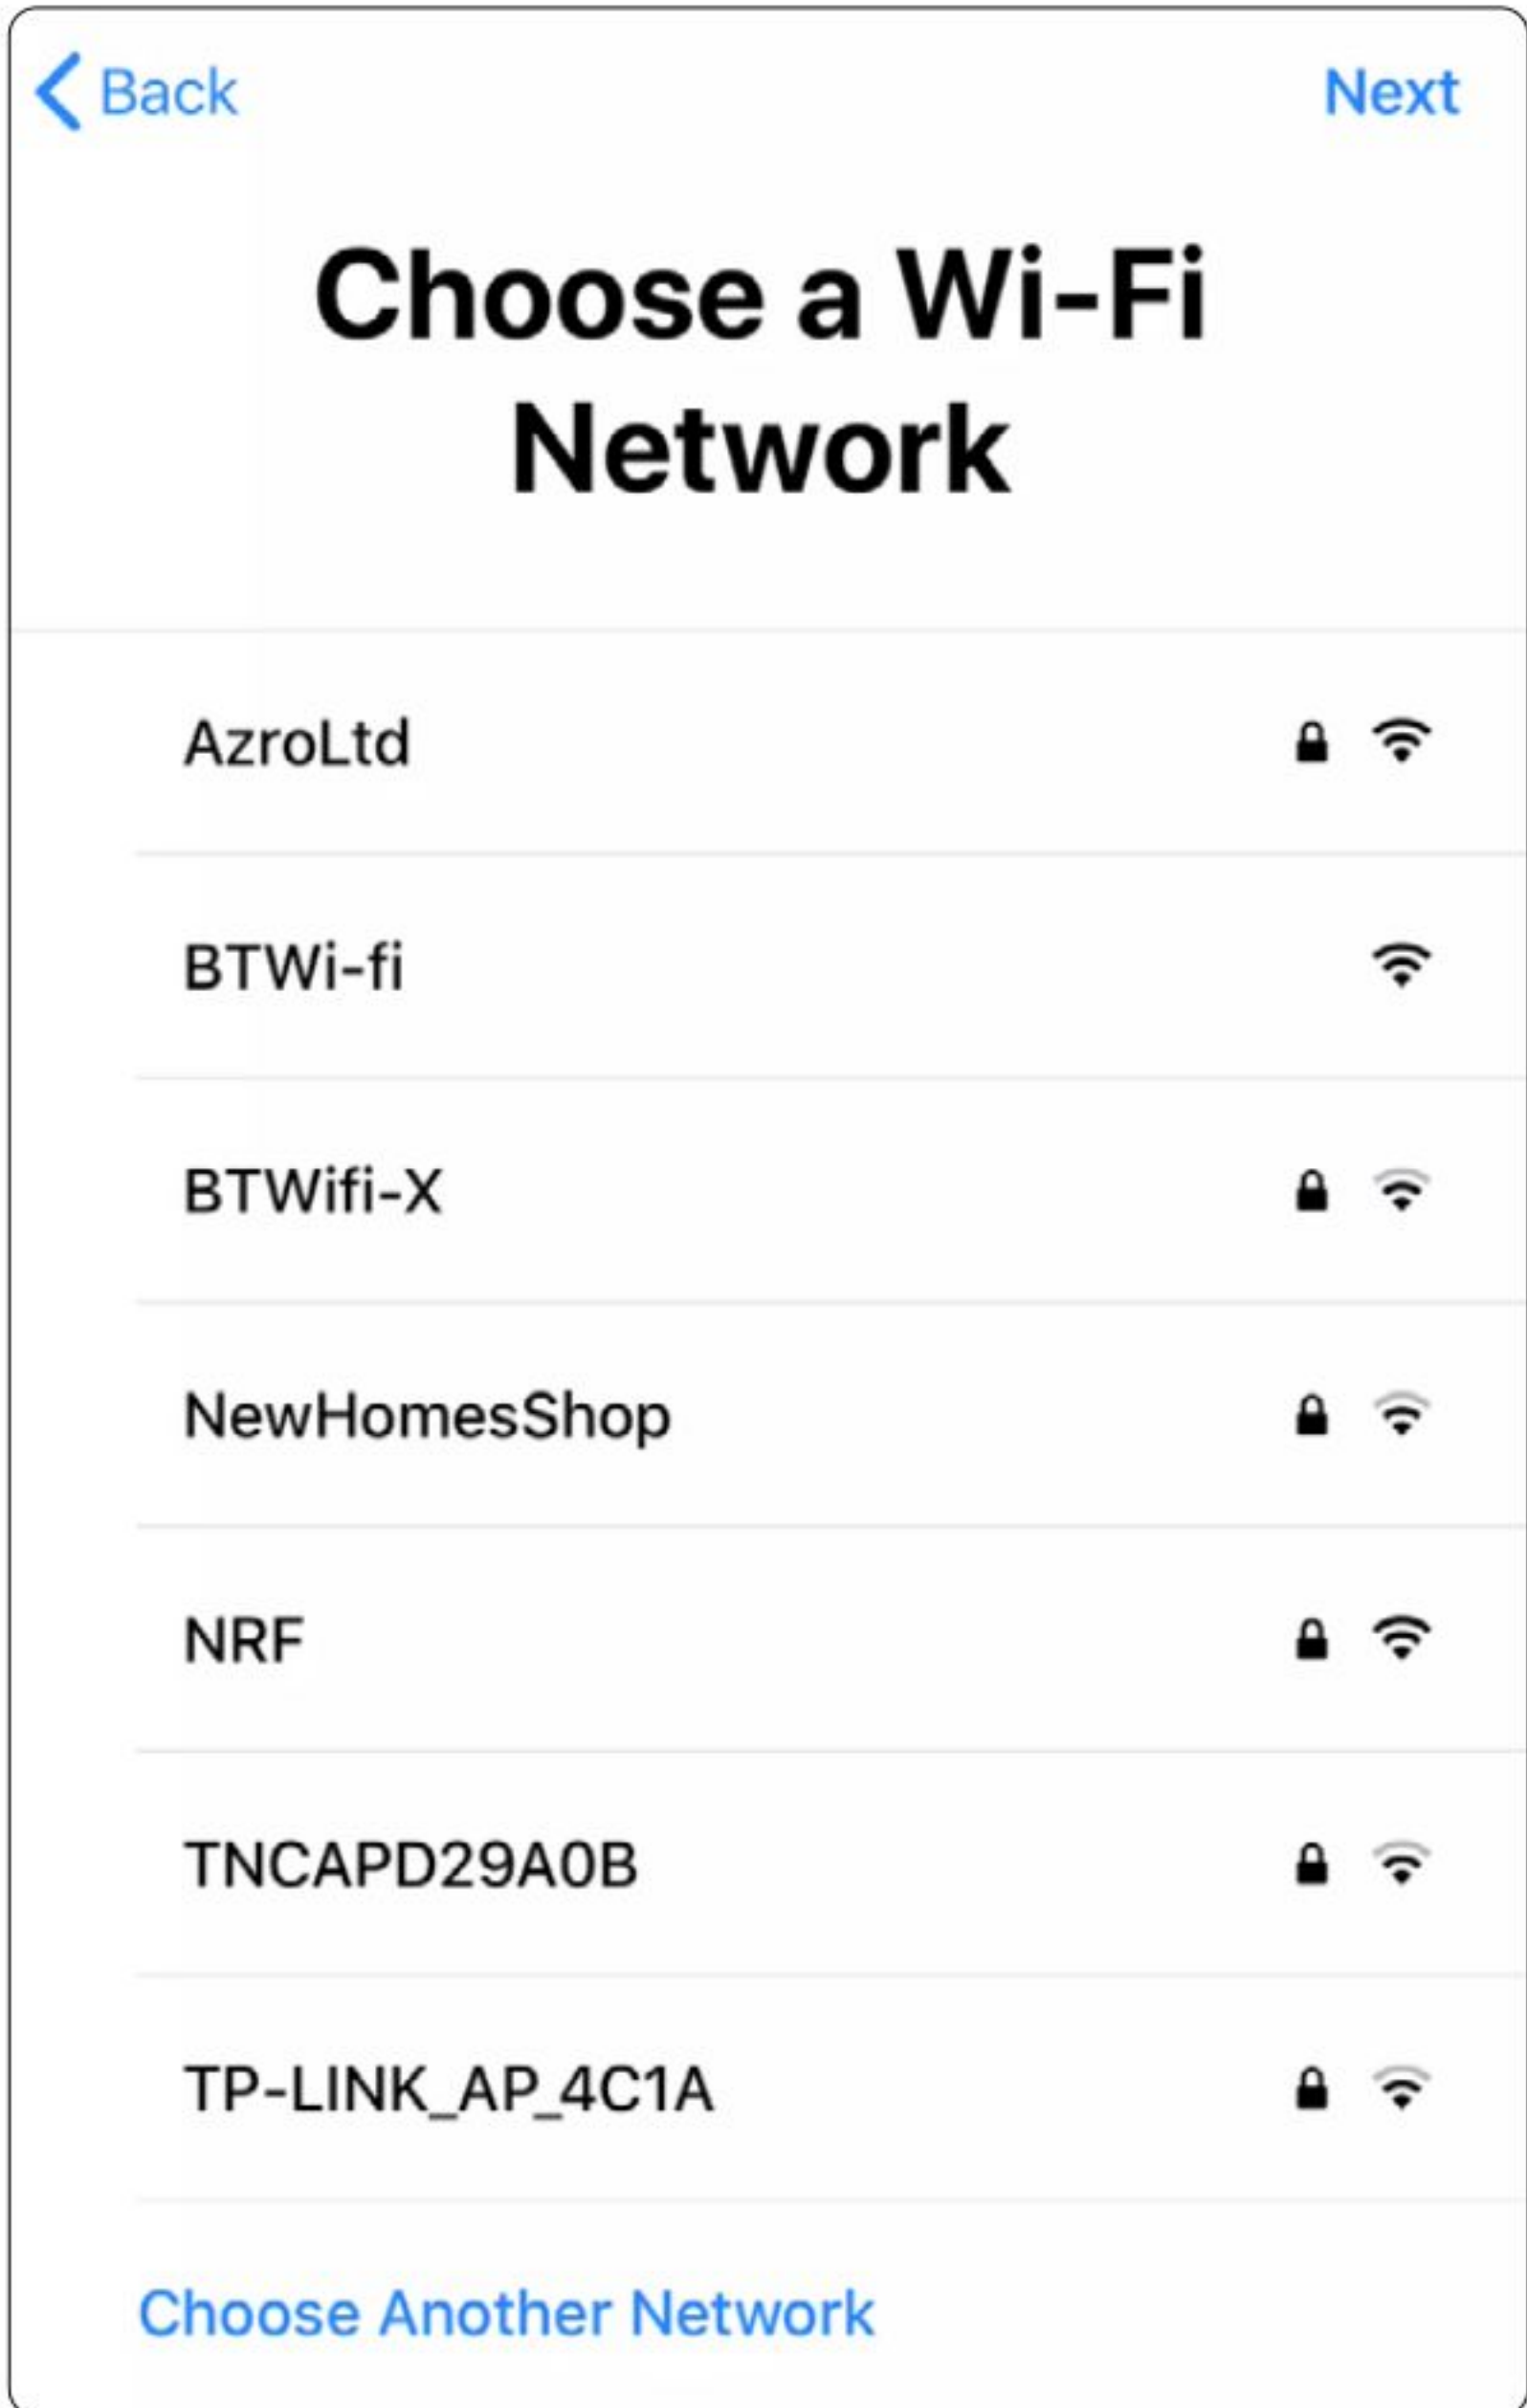 Back
Next
Choose a Wi-Fi
Network
AzroLtd
BTWi-fi
BTWifi-X
NewHomesShop
NRF
TNCAPD29A0B
TP-LINK_AP_4C1A
Choose Another Network